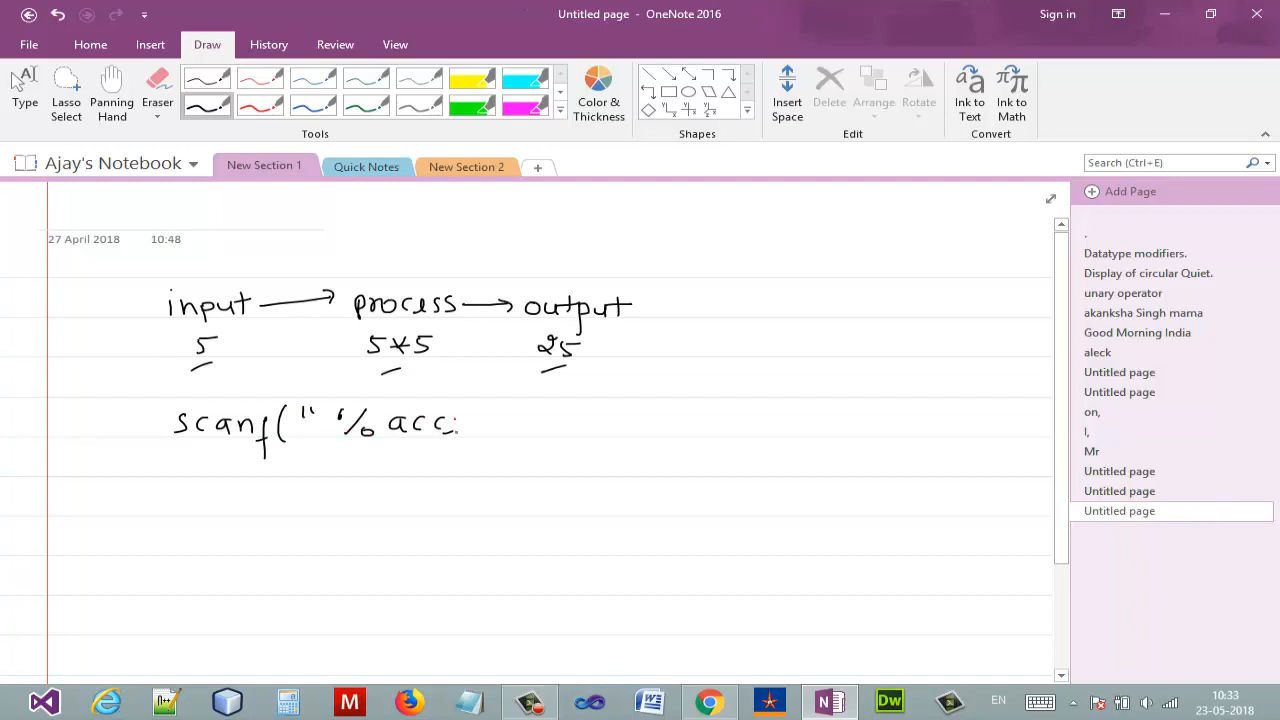 Untitled page - OneNote 2016
Sign in
File Home Insert Draw History Review View
Type
Lasso Select
Panning Hand
Eraser
Color & Thickness
Insert Space
Delete
Arrange
Rotate
Ink to Text
Ink to Math
Tools
Shapes
Edit
Convert
Ajay's Notebook
New Section 1
Quick Notes
New Section 2
Search (Ctrl+E)
Add Page
27 April 2018 10:48
input → process → output
5 5*5 25
scanf(" % acc
.
Datatype modifiers.
Display of circular Quiet.
unary operator
akanksha Singh mama
Good Morning India
aleck
Untitled page
Untitled page
on,
I,
Mr
Untitled page
Untitled page
Untitled page
M
Dw
EN
10:33
23-05-2018